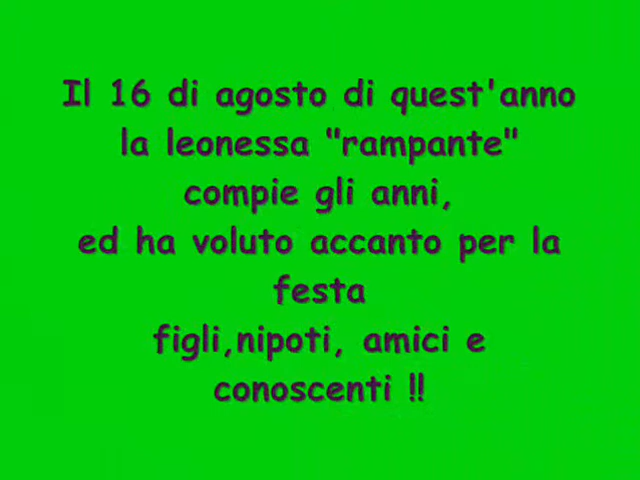 Il 16 di agosto di quest'anno
la leonessa "rampante"
compie gli anni,
ed ha voluto accanto per la
festa
figli,nipoti, amici e
conoscenti !!